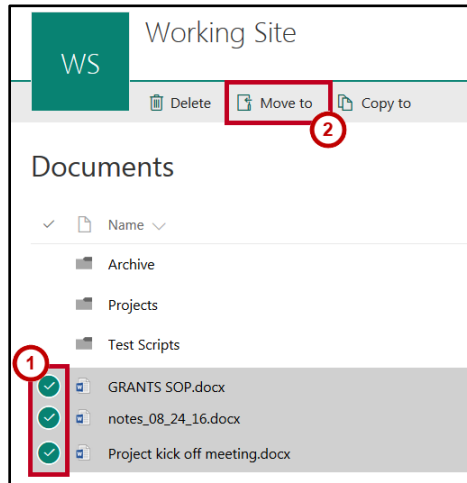 Working Site
WS
Delete Move to Copy to
2
Documents
Name
Archive
Projects
Test Scripts
1
GRANTS SOP.docx
notes_08_24_16.docx
Project kick off meeting.docx